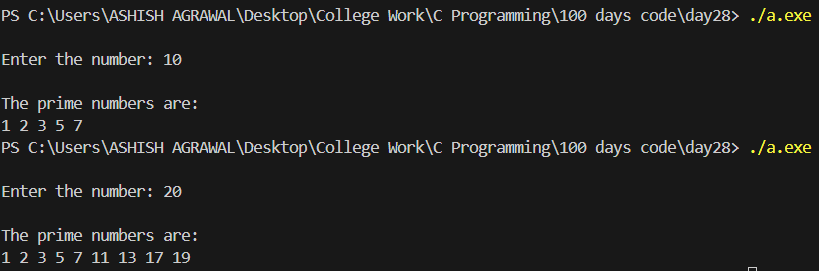 PS C:\Users\ASHISH AGRAWAL\Desktop\College Work\C Programming\100 days code\day28> ./a.exe
Enter the number: 10
The prime numbers are:
1 2 3 5 7
PS C:\Users\ASHISH AGRAWAL\Desktop\College Work\C Programming\100 days code\day28> ./a.exe
Enter the number: 20
The prime numbers are:
1 2 3 5 7 11 13 17 19